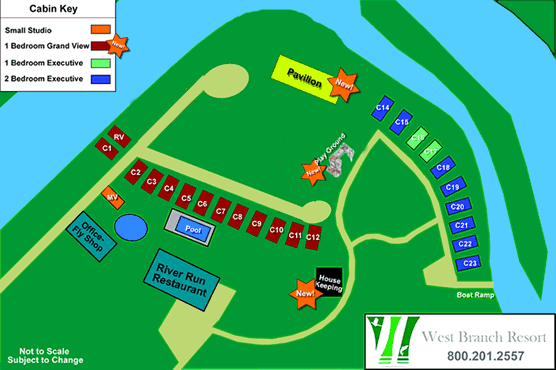 Cabin Key
Small Studio
1 Bedroom Grand View
New!
1 Bedroom Executive
2 Bedroom Executive
Pavilion
New!
C14
C15
C16
C17
C18
C19
C20
C21
C22
C23
Play Ground
New!
RV
C1
C2
C3
C4
C5
C6
C7
C8
C9
C10
C11
C12
MV
Office-
Fly Shop
Pool
River Run
Restaurant
House
Keeping
New!
Boat Ramp
Not to Scale
Subject to Change
West Branch Resort
800.201.2557